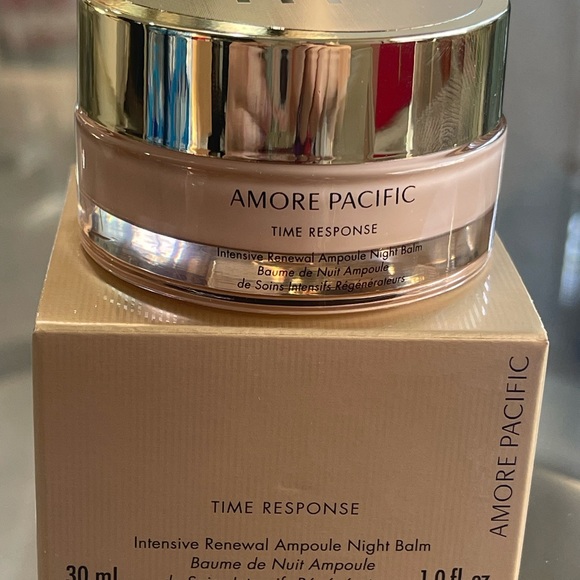 AMORE PACIFIC
TIME RESPONSE
Intensive Renewal Ampoule Night Balm
Baume de Nuit Ampoule
de Soins Intensifs Régénérateurs
AMORE PACIFIC
TIME RESPONSE
Intensive Renewal Ampoule Night Balm
Baume de Nuit Ampoule
30 ml
1.0 fl. oz